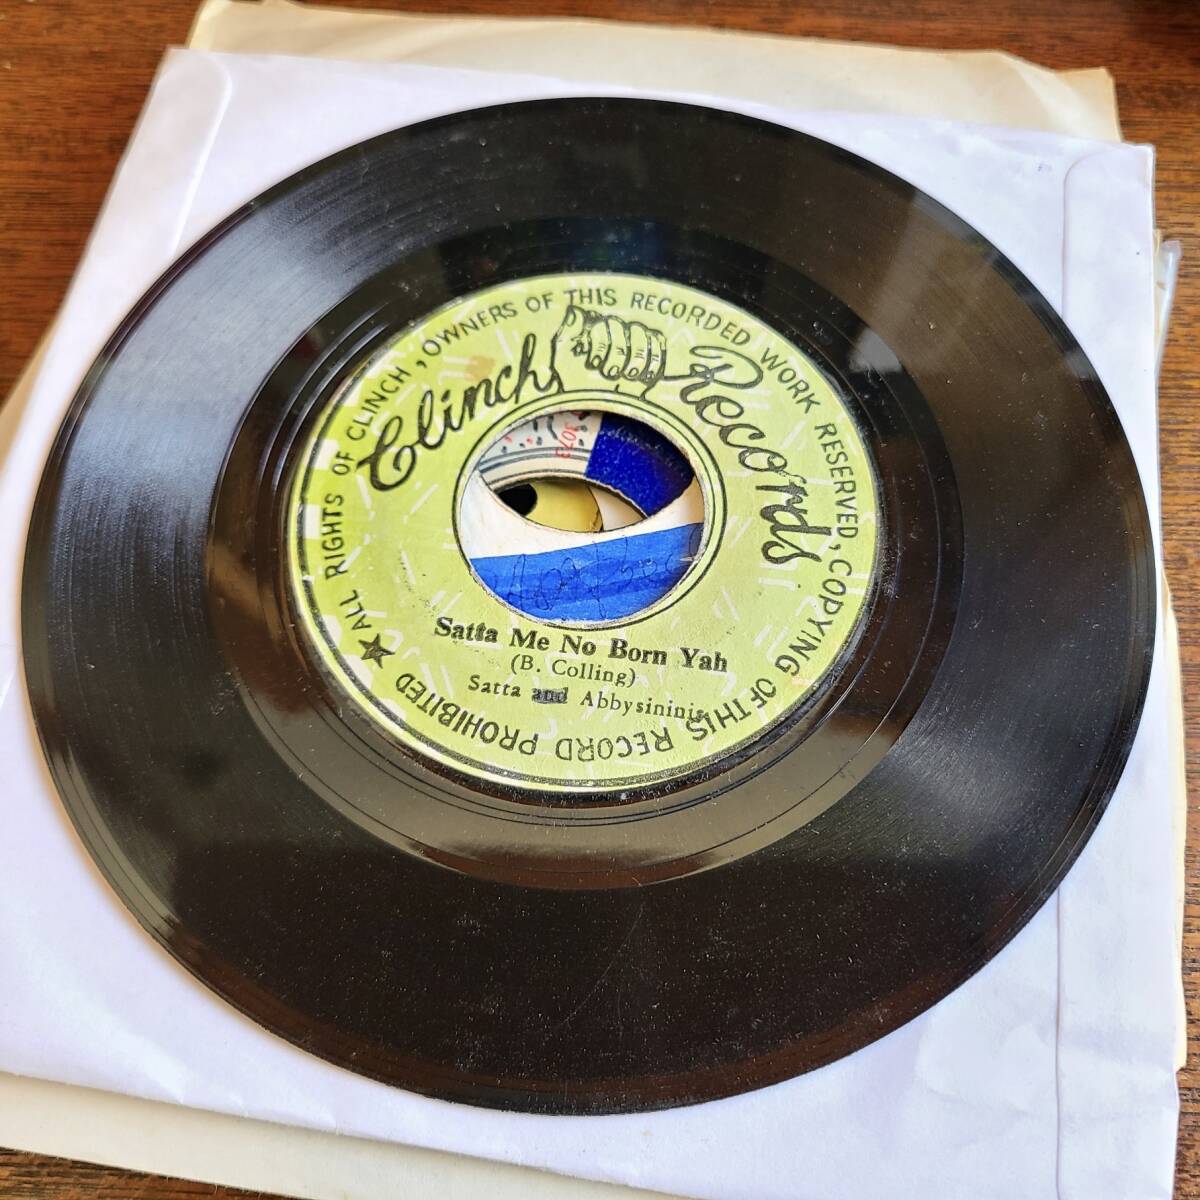 ★ ALL RIGHTS OF CLINCH, OWNERS OF THIS RECORDED WORK RESERVED, COPYING OF THIS RECORD PROHIBITED
Clinch Records
3073
Satta Me No Born Yah
(B. Colling)
Satta and Abbysininis